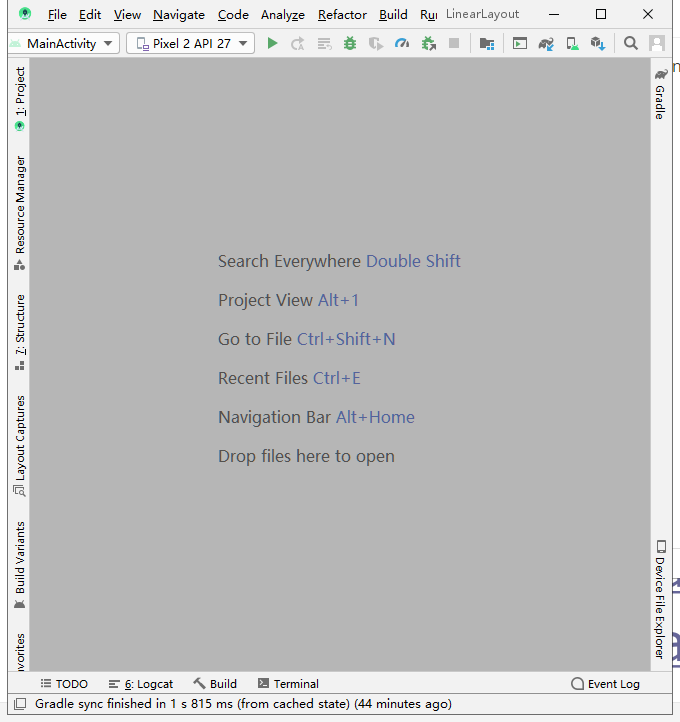 File Edit View Navigate Code Analyze Refactor Build Ru LinearLayout
MainActivity Pixel 2 API 27
1: Project
Resource Manager
7: Structure
Layout Captures
Build Variants
vorites
Search Everywhere Double Shift
Project View Alt+1
Go to File Ctrl+Shift+N
Recent Files Ctrl+E
Navigation Bar Alt+Home
Drop files here to open
Gradle
Device File Explorer
TODO 6: Logcat Build Terminal Event Log
Gradle sync finished in 1 s 815 ms (from cached state) (44 minutes ago)